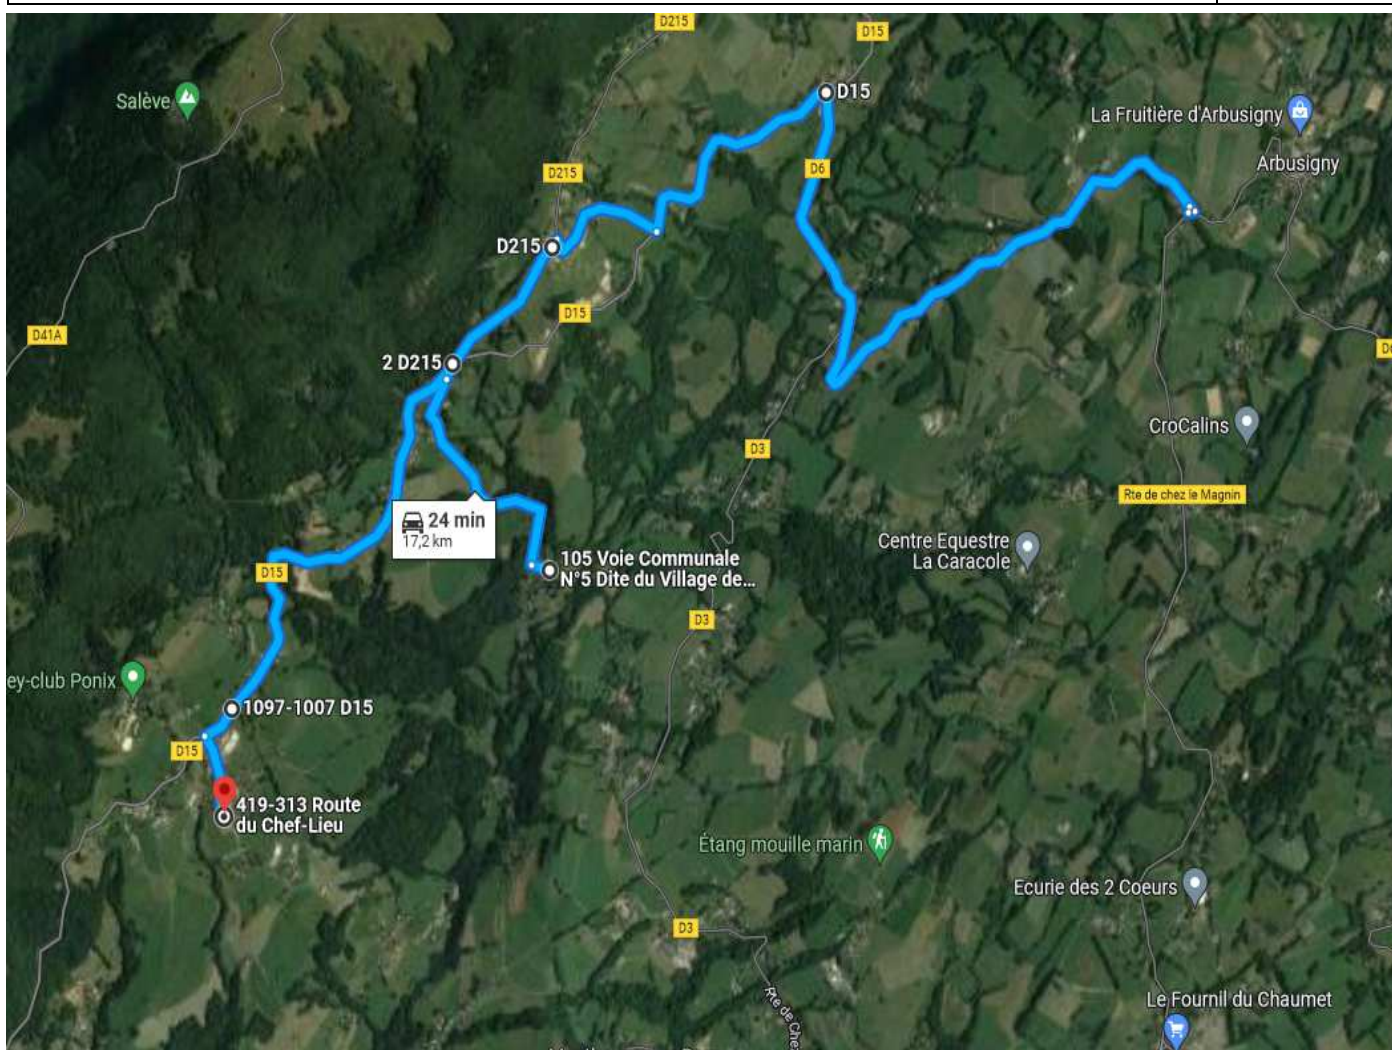 D215
D15
Salève
D15
La Fruitière d'Arbusigny
Arbusigny
D6
D215
D215
D15
D41A
2 D215
CroCalins
D3
Rte de chez le Magnin
24 min
17,2 km
Centre Equestre
La Caracole
105 Voie Communale
N°5 Dite du Village de...
D15
D3
ey-club Ponix
1097-1007 D15
D15
419-313 Route
du Chef-Lieu
Étang mouille marin
Ecurie des 2 Coeurs
D3
Rte de Che
Le Fournil du Chaumet